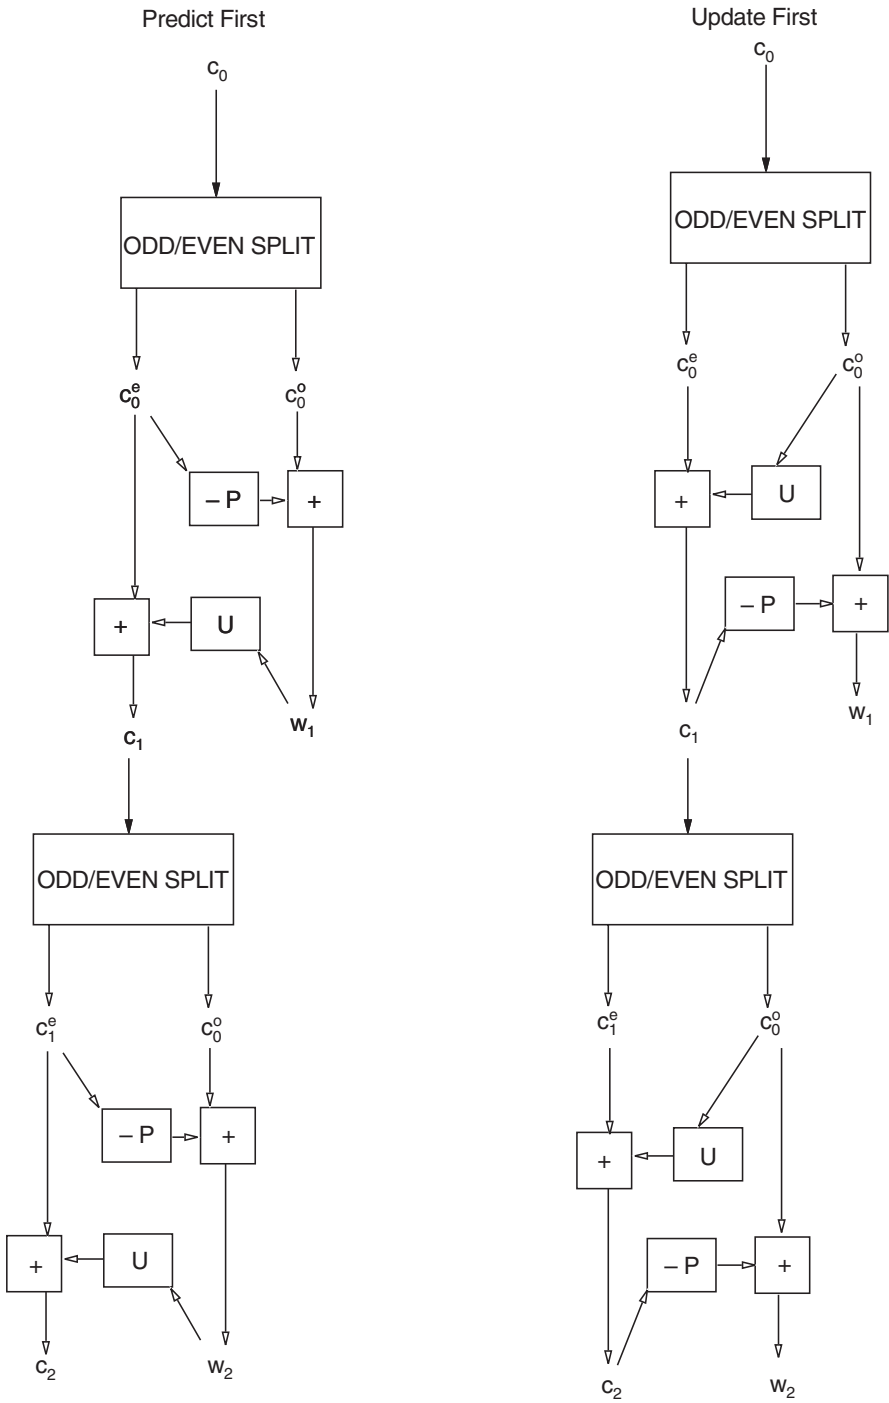 Predict First
c₀
ODD/EVEN SPLIT
c₀ᵉ c₀ᵒ
– P +
+ U
c₁ w₁
ODD/EVEN SPLIT
c₁ᵉ c₀ᵒ
– P +
+ U
c₂ w₂
Update First
c₀
ODD/EVEN SPLIT
c₀ᵉ c₀ᵒ
+ U
– P +
c₁ w₁
ODD/EVEN SPLIT
c₁ᵉ c₀ᵒ
+ U
– P +
c₂ w₂